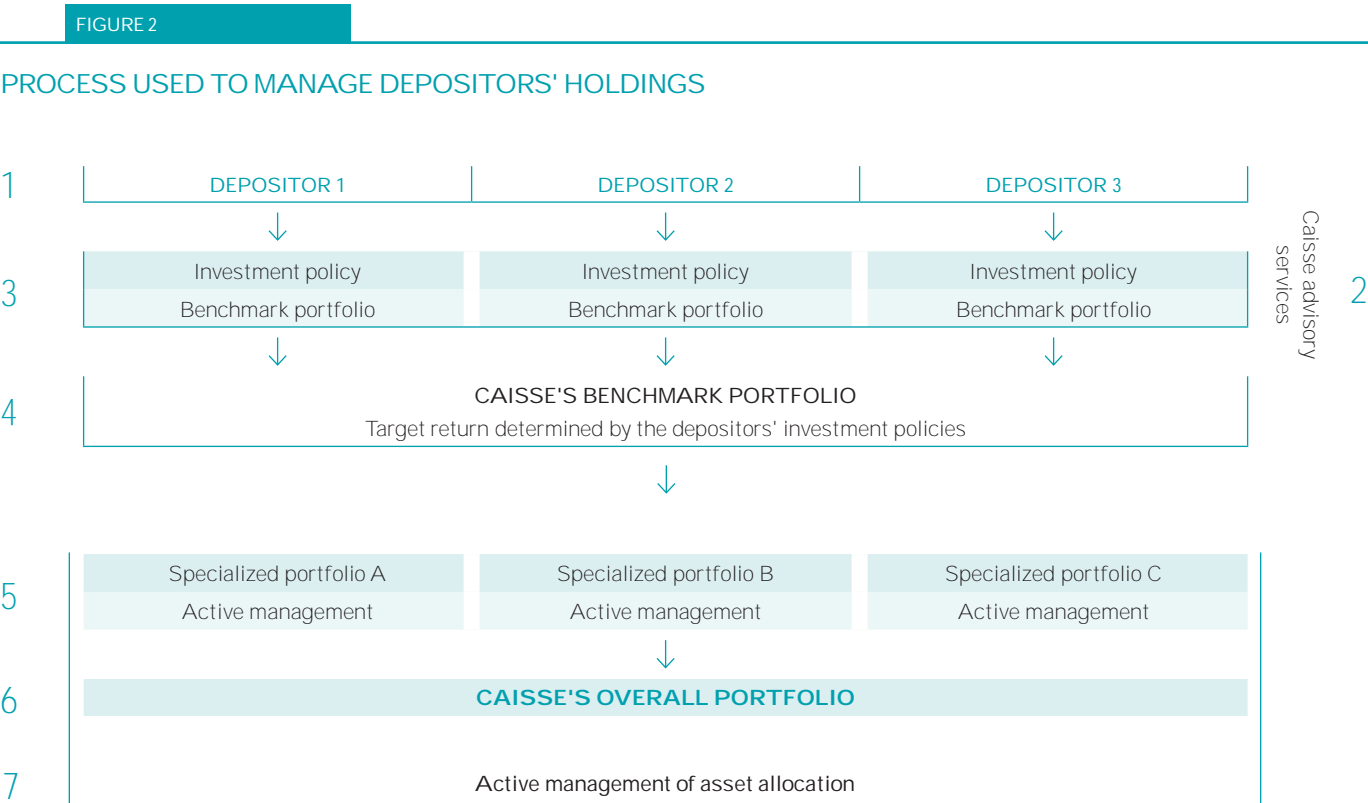 FIGURE 2
PROCESS USED TO MANAGE DEPOSITORS' HOLDINGS
1
DEPOSITOR 1
DEPOSITOR 2
DEPOSITOR 3
Caisse advisory
services
2
3
Investment policy
Investment policy
Investment policy
Benchmark portfolio
Benchmark portfolio
Benchmark portfolio
4
CAISSE'S BENCHMARK PORTFOLIO
Target return determined by the depositors' investment policies
5
Specialized portfolio A
Specialized portfolio B
Specialized portfolio C
Active management
Active management
Active management
6
CAISSE'S OVERALL PORTFOLIO
7
Active management of asset allocation